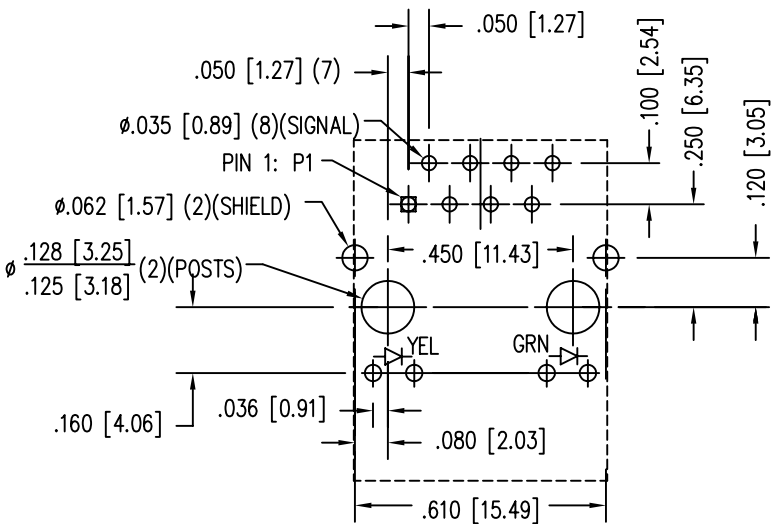 .050 [1.27]
.050 [1.27] (7)
ø.035 [0.89] (8)(SIGNAL)
PIN 1: P1
ø.062 [1.57] (2)(SHIELD)
ø .128 [3.25]
.125 [3.18] (2)(POSTS)
.100 [2.54]
.250 [6.35]
.120 [3.05]
.450 [11.43]
YEL
GRN
.036 [0.91]
.160 [4.06]
.080 [2.03]
.610 [15.49]